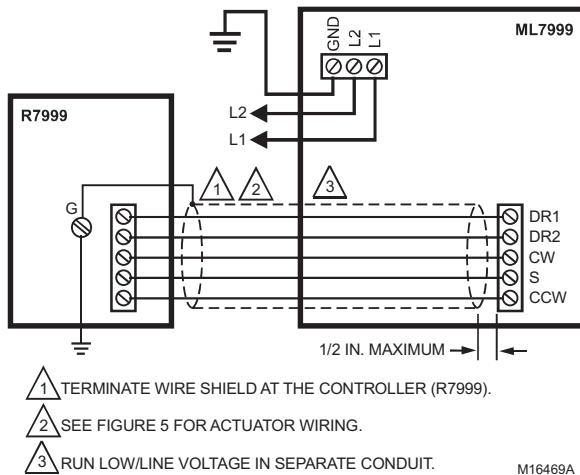 ML7999
GND
L2
L1
L2
L1
R7999
G
1
2
3
DR1
DR2
CW
S
CCW
1/2 IN. MAXIMUM
1 TERMINATE WIRE SHIELD AT THE CONTROLLER (R7999).
2 SEE FIGURE 5 FOR ACTUATOR WIRING.
3 RUN LOW/LINE VOLTAGE IN SEPARATE CONDUIT.
M16469A